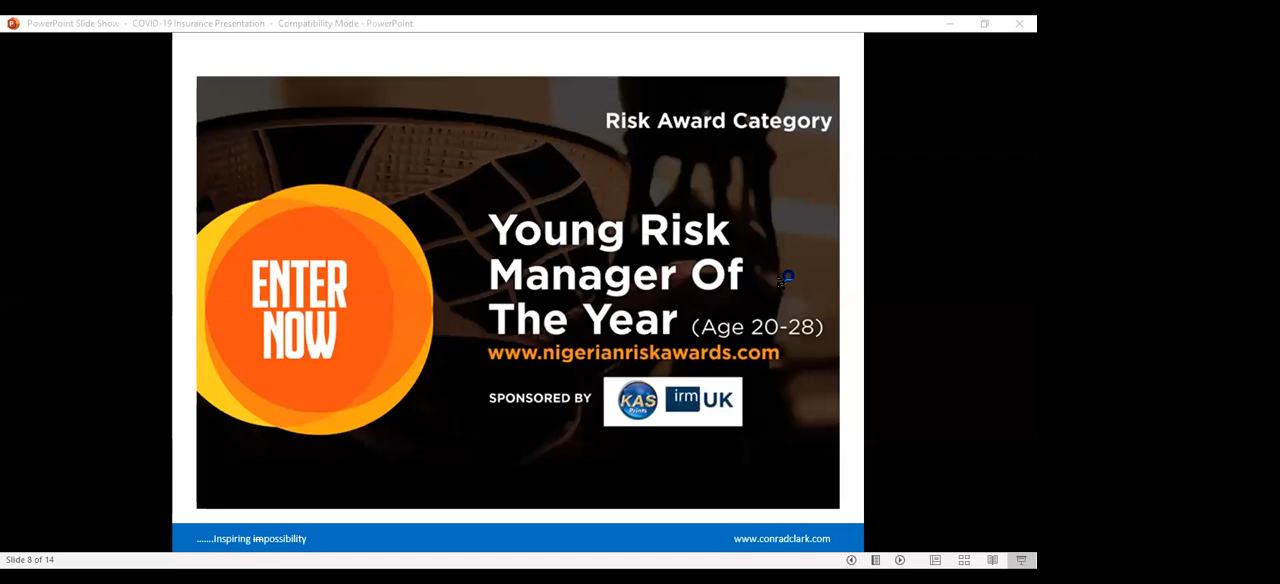 PowerPoint Slide Show - COVID-19 Insurance Presentation - Compatibility Mode - PowerPoint
Risk Award Category
ENTER
NOW
Young Risk
Manager Of
The Year (Age 20-28)
www.nigerianriskawards.com
SPONSORED BY
KAS
Prints
irm UK
.......Inspiring impossibility
www.conradclark.com
Slide 8 of 14